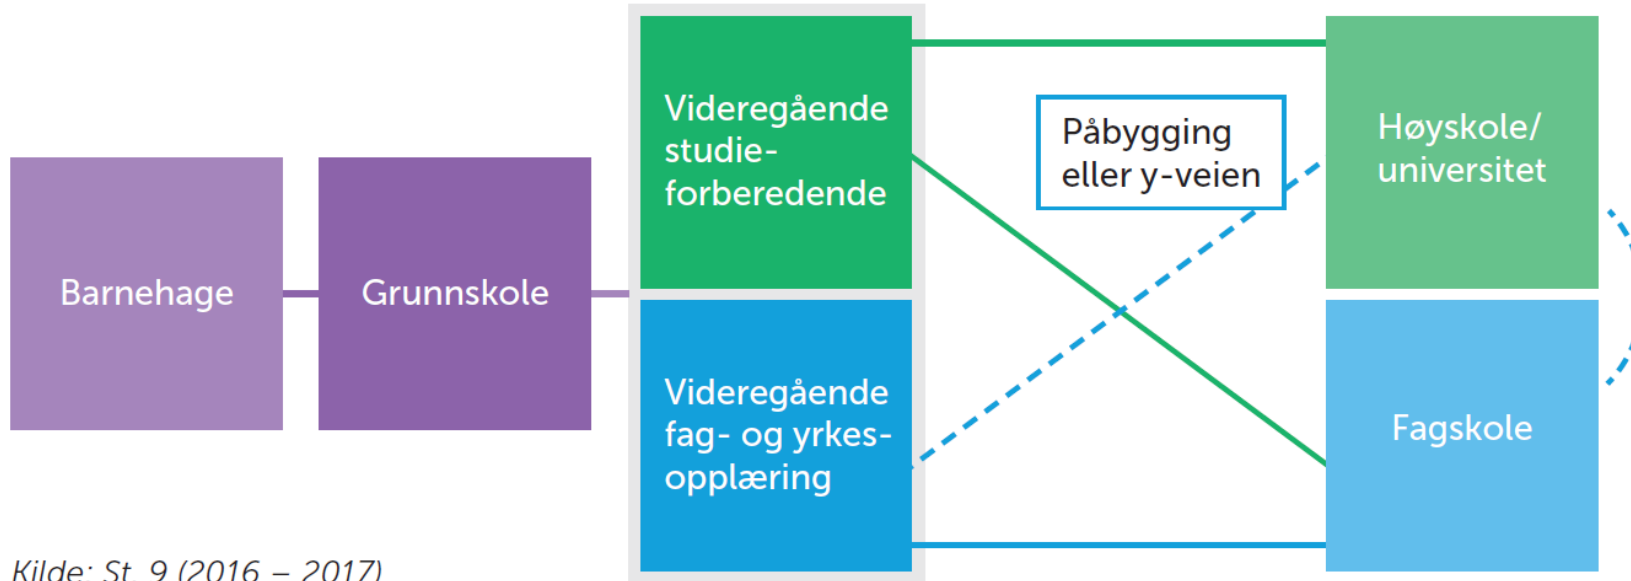 Barnehage
Grunnskole
Videregående
studie-
forberedende
Videregående
fag- og yrkes-
opplæring
Påbygging
eller y-veien
Høyskole/
universitet
Fagskole
Kilde: St. 9 (2016 – 2017)